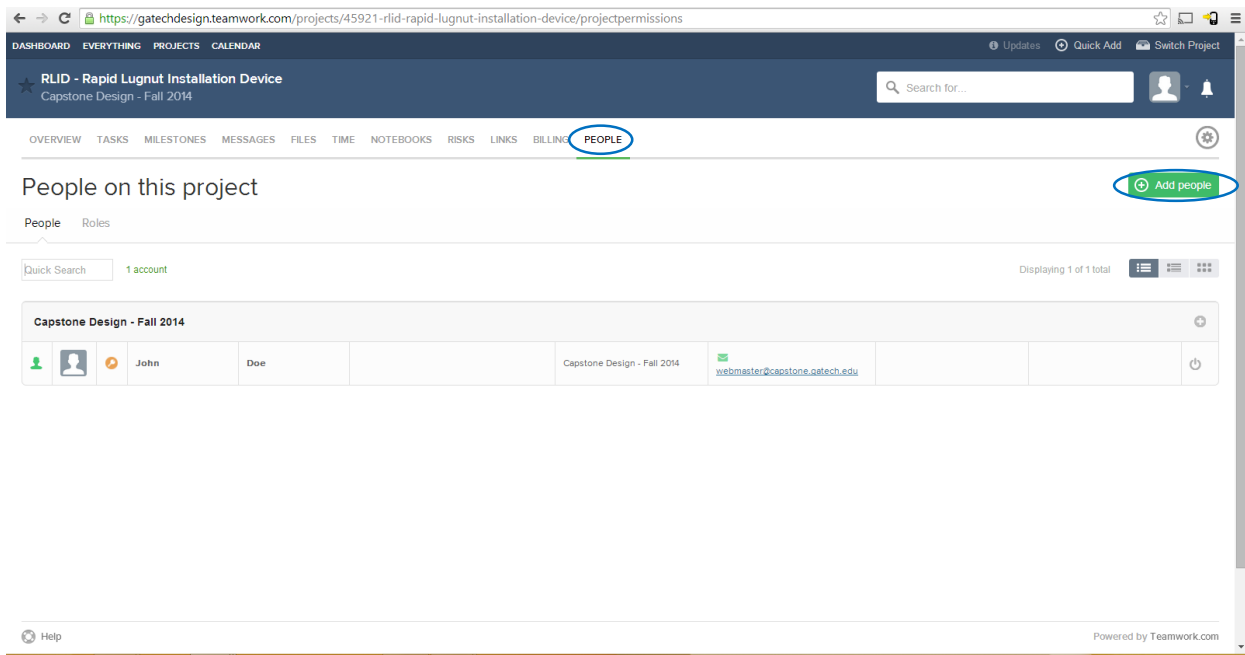 https://gatechdesign.teamwork.com/projects/45921-rlid-rapid-lugnut-installation-device/projectpermissions
DASHBOARD EVERYTHING PROJECTS CALENDAR Updates Quick Add Switch Project
RLID - Rapid Lugnut Installation Device
Capstone Design - Fall 2014
Search for...
OVERVIEW TASKS MILESTONES MESSAGES FILES TIME NOTEBOOKS RISKS LINKS BILLING PEOPLE
People on this project
Add people
People Roles
Quick Search 1 account Displaying 1 of 1 total
Capstone Design - Fall 2014
John Doe Capstone Design - Fall 2014 webmaster@capstone.gatech.edu
Help Powered by Teamwork.com